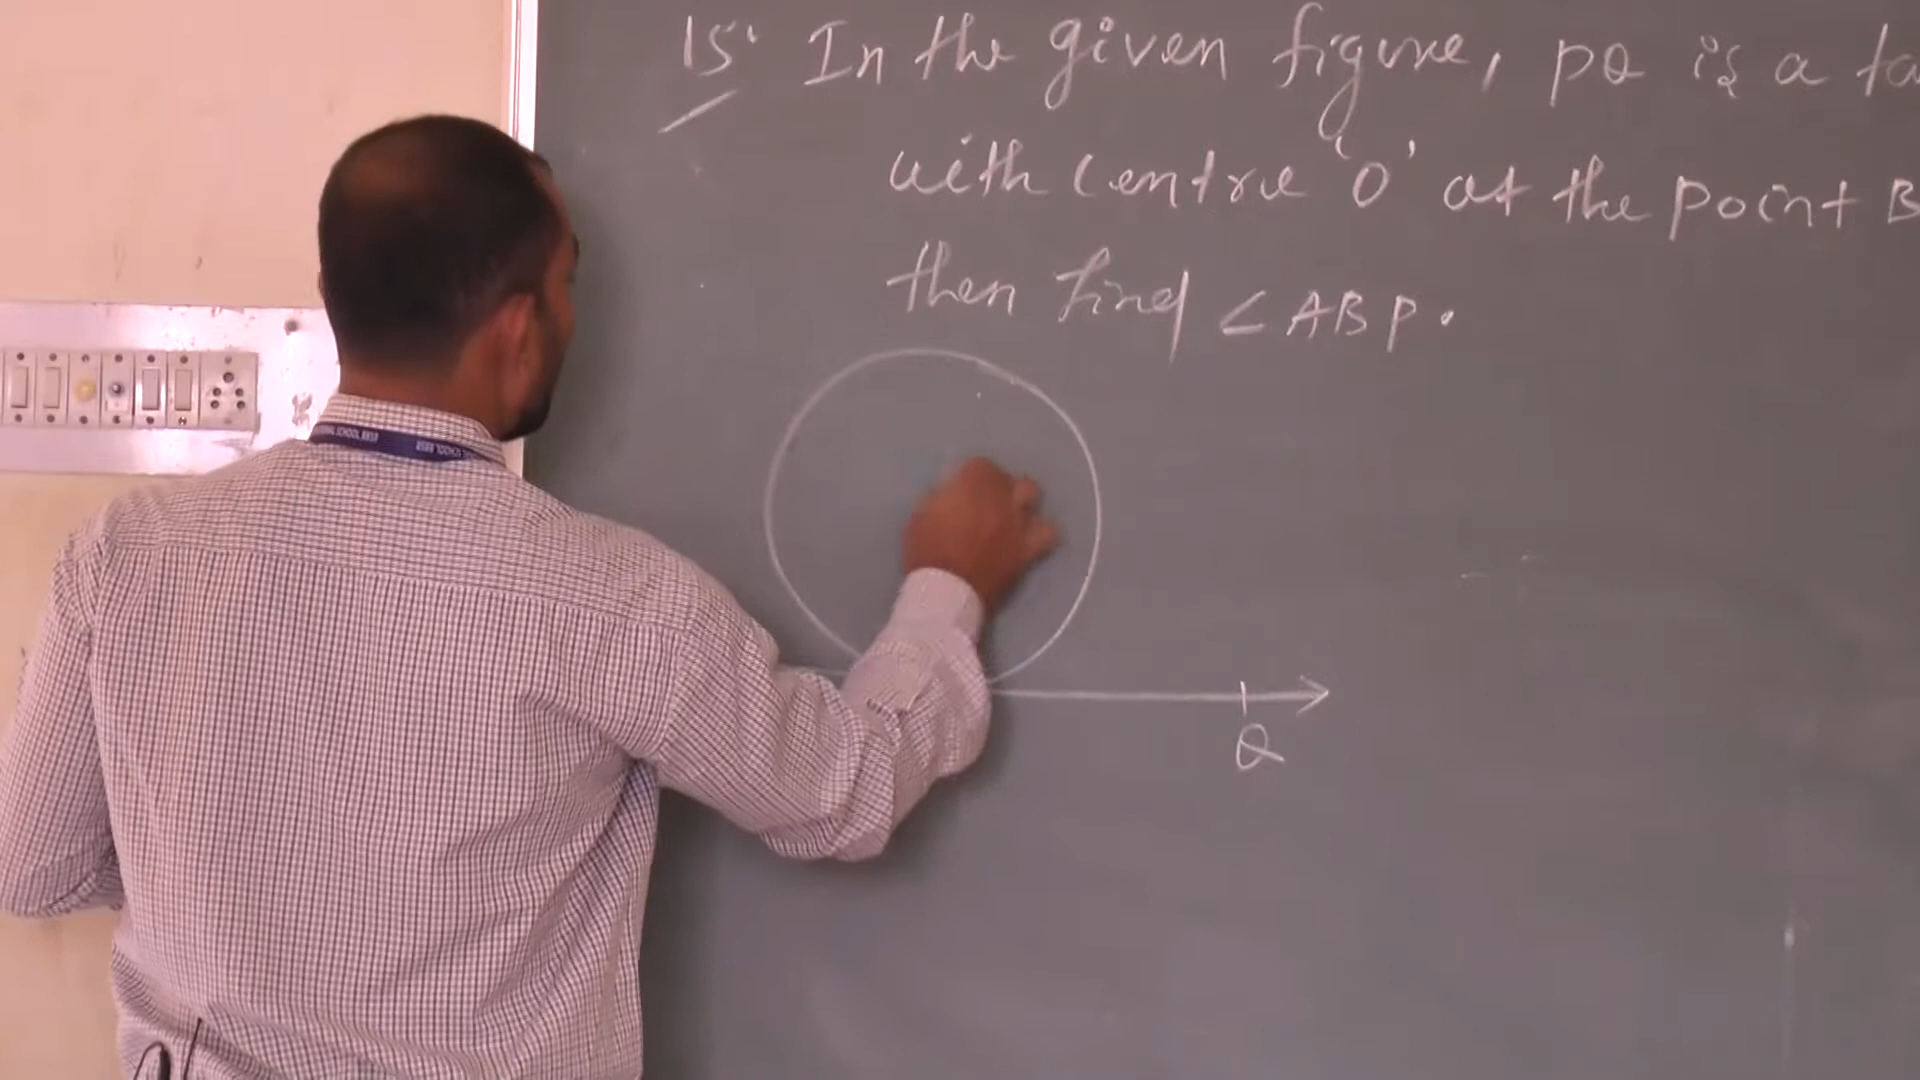 15. In the given figure, PQ is a ta
with centre 'O' at the point B
then find ∠ABP.
Q